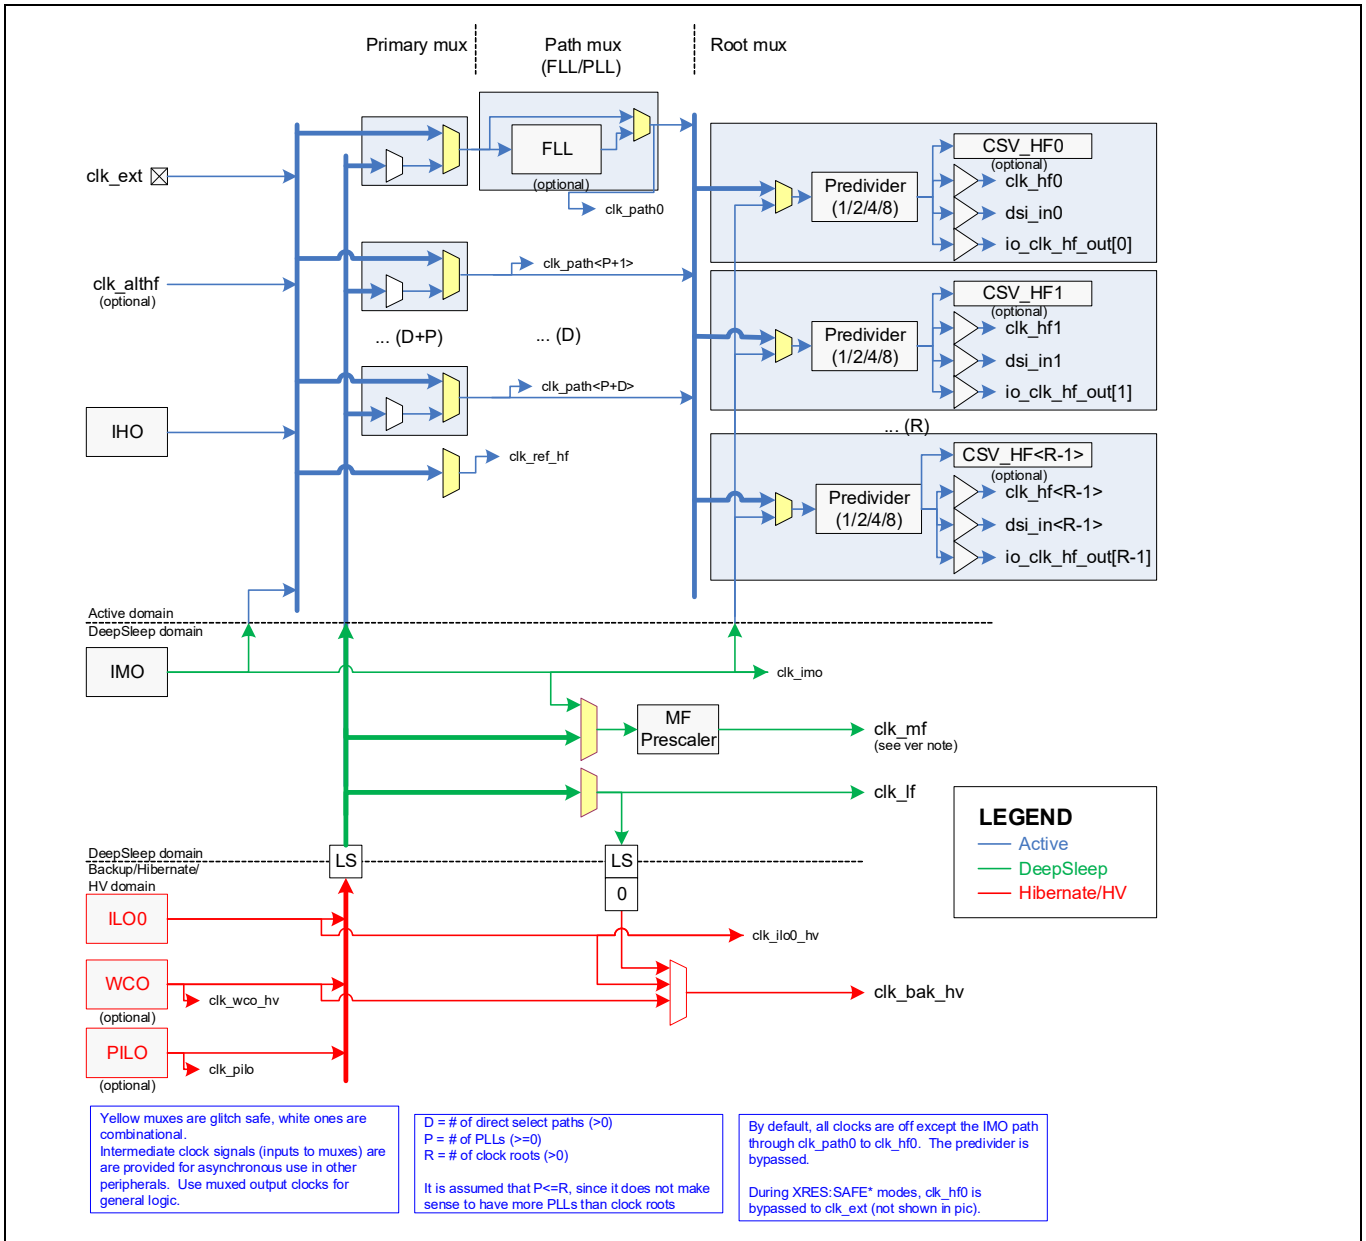 Primary mux
Path mux
(FLL/PLL)
Root mux
clk_ext
FLL
(optional)
clk_path0
Predivider
(1/2/4/8)
CSV_HF0
(optional)
clk_hf0
dsi_in0
io_clk_hf_out[0]
clk_althf
(optional)
clk_path<P+1>
... (D+P)
... (D)
clk_path<P+D>
Predivider
(1/2/4/8)
CSV_HF1
(optional)
clk_hf1
dsi_in1
io_clk_hf_out[1]
... (R)
IHO
clk_ref_hf
Predivider
(1/2/4/8)
CSV_HF<R-1>
(optional)
clk_hf<R-1>
dsi_in<R-1>
io_clk_hf_out[R-1]
Active domain
DeepSleep domain
IMO
clk_imo
MF
Prescaler
clk_mf
(see ver note)
clk_lf
LEGEND
Active
DeepSleep
Hibernate/HV
DeepSleep domain
Backup/Hibernate/
HV domain
LS
LS
0
ILO0
clk_ilo0_hv
WCO
(optional)
clk_wco_hv
clk_bak_hv
PILO
(optional)
clk_pilo
Yellow muxes are glitch safe, white ones are
combinational.
Intermediate clock signals (inputs to muxes) are
are provided for asynchronous use in other
peripherals.  Use muxed output clocks for
general logic.
D = # of direct select paths (>0)
P = # of PLLs (>=0)
R = # of clock roots (>0)
It is assumed that P<=R, since it does not make
sense to have more PLLs than clock roots
By default, all clocks are off except the IMO path
through clk_path0 to clk_hf0.  The predivider is
bypassed.
During XRES:SAFE* modes, clk_hf0 is
bypassed to clk_ext (not shown in pic).